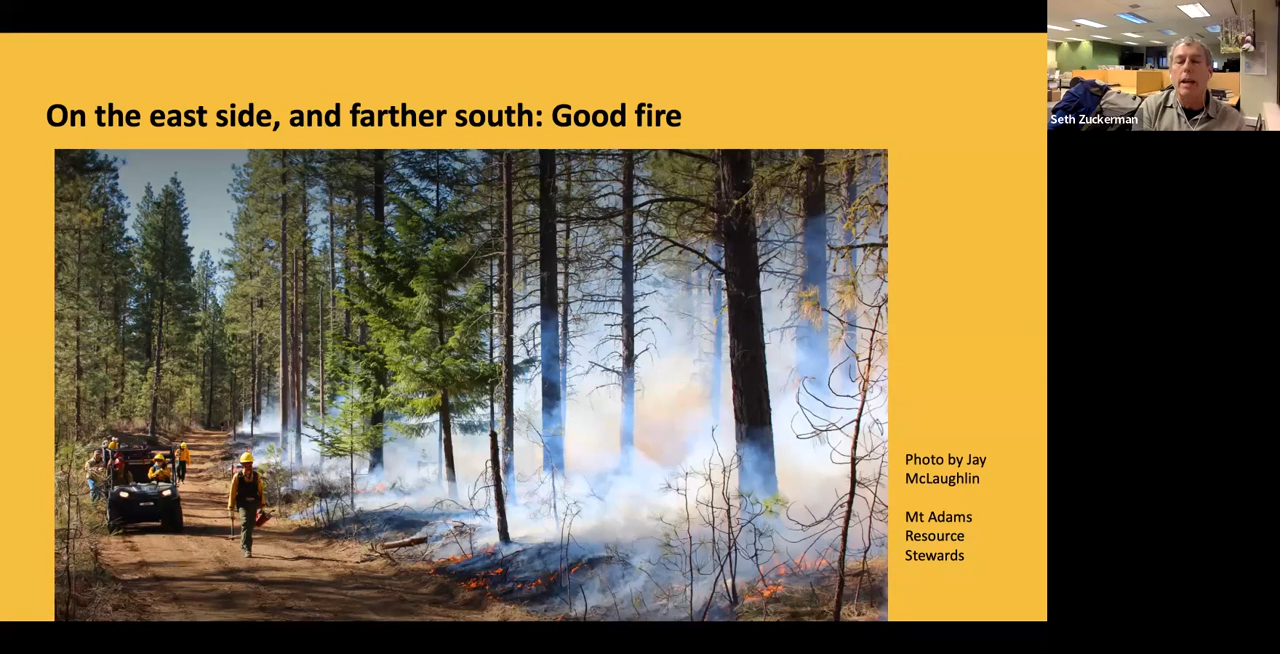 On the east side, and farther south: Good fire
Seth Zuckerman
Photo by Jay
McLaughlin
Mt Adams
Resource
Stewards